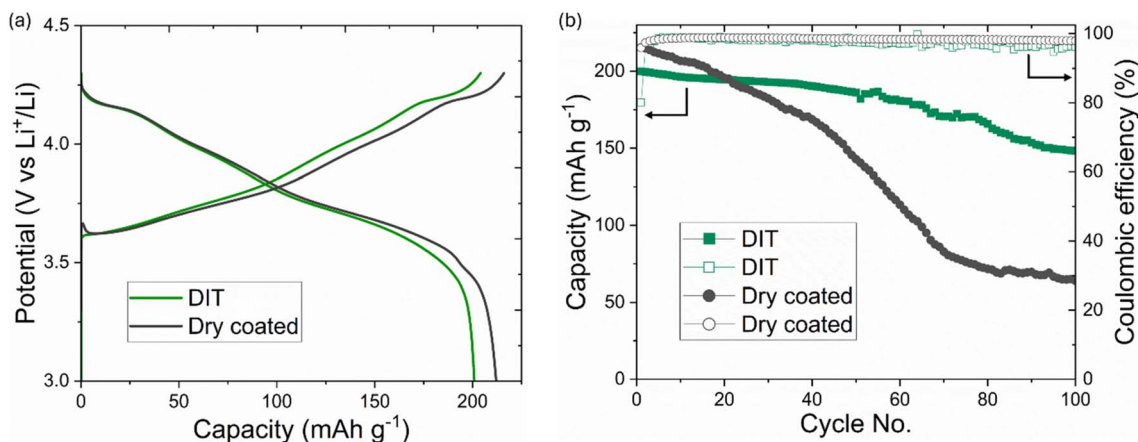 (a)
4.5
4.0
3.5
3.0
Potential (V vs Li⁺/Li)
DIT
Dry coated
0
50
100
150
200
Capacity (mAh g⁻¹)
(b)
200
150
100
50
0
Capacity (mAh g⁻¹)
DIT
DIT
Dry coated
Dry coated
100
80
60
40
20
0
Coulombic efficiency (%)
0
20
40
60
80
100
Cycle No.